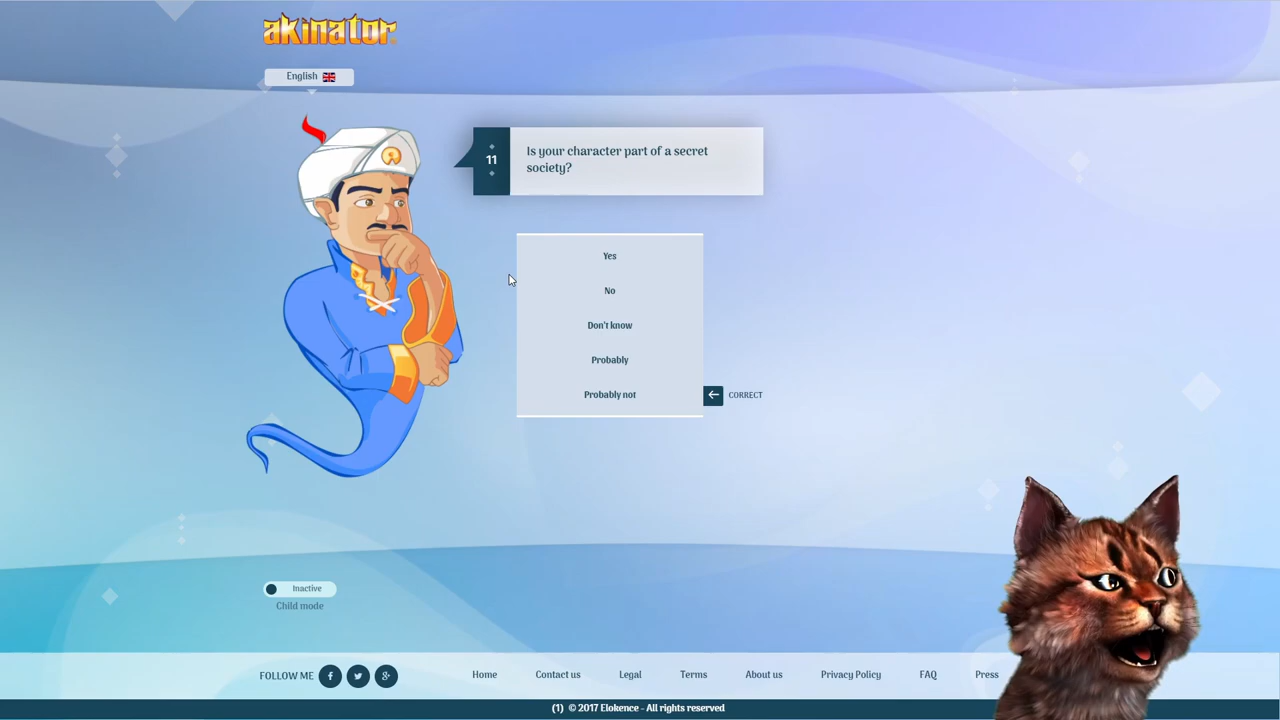 akinator
English
11
Is your character part of a secret
society?
Yes
No
Don't know
Probably
Probably not
CORRECT
Inactive
Child mode
FOLLOW ME
Home
Contact us
Legal
Terms
About us
Privacy Policy
FAQ
Press
(1) © 2017 Elokence - All rights reserved